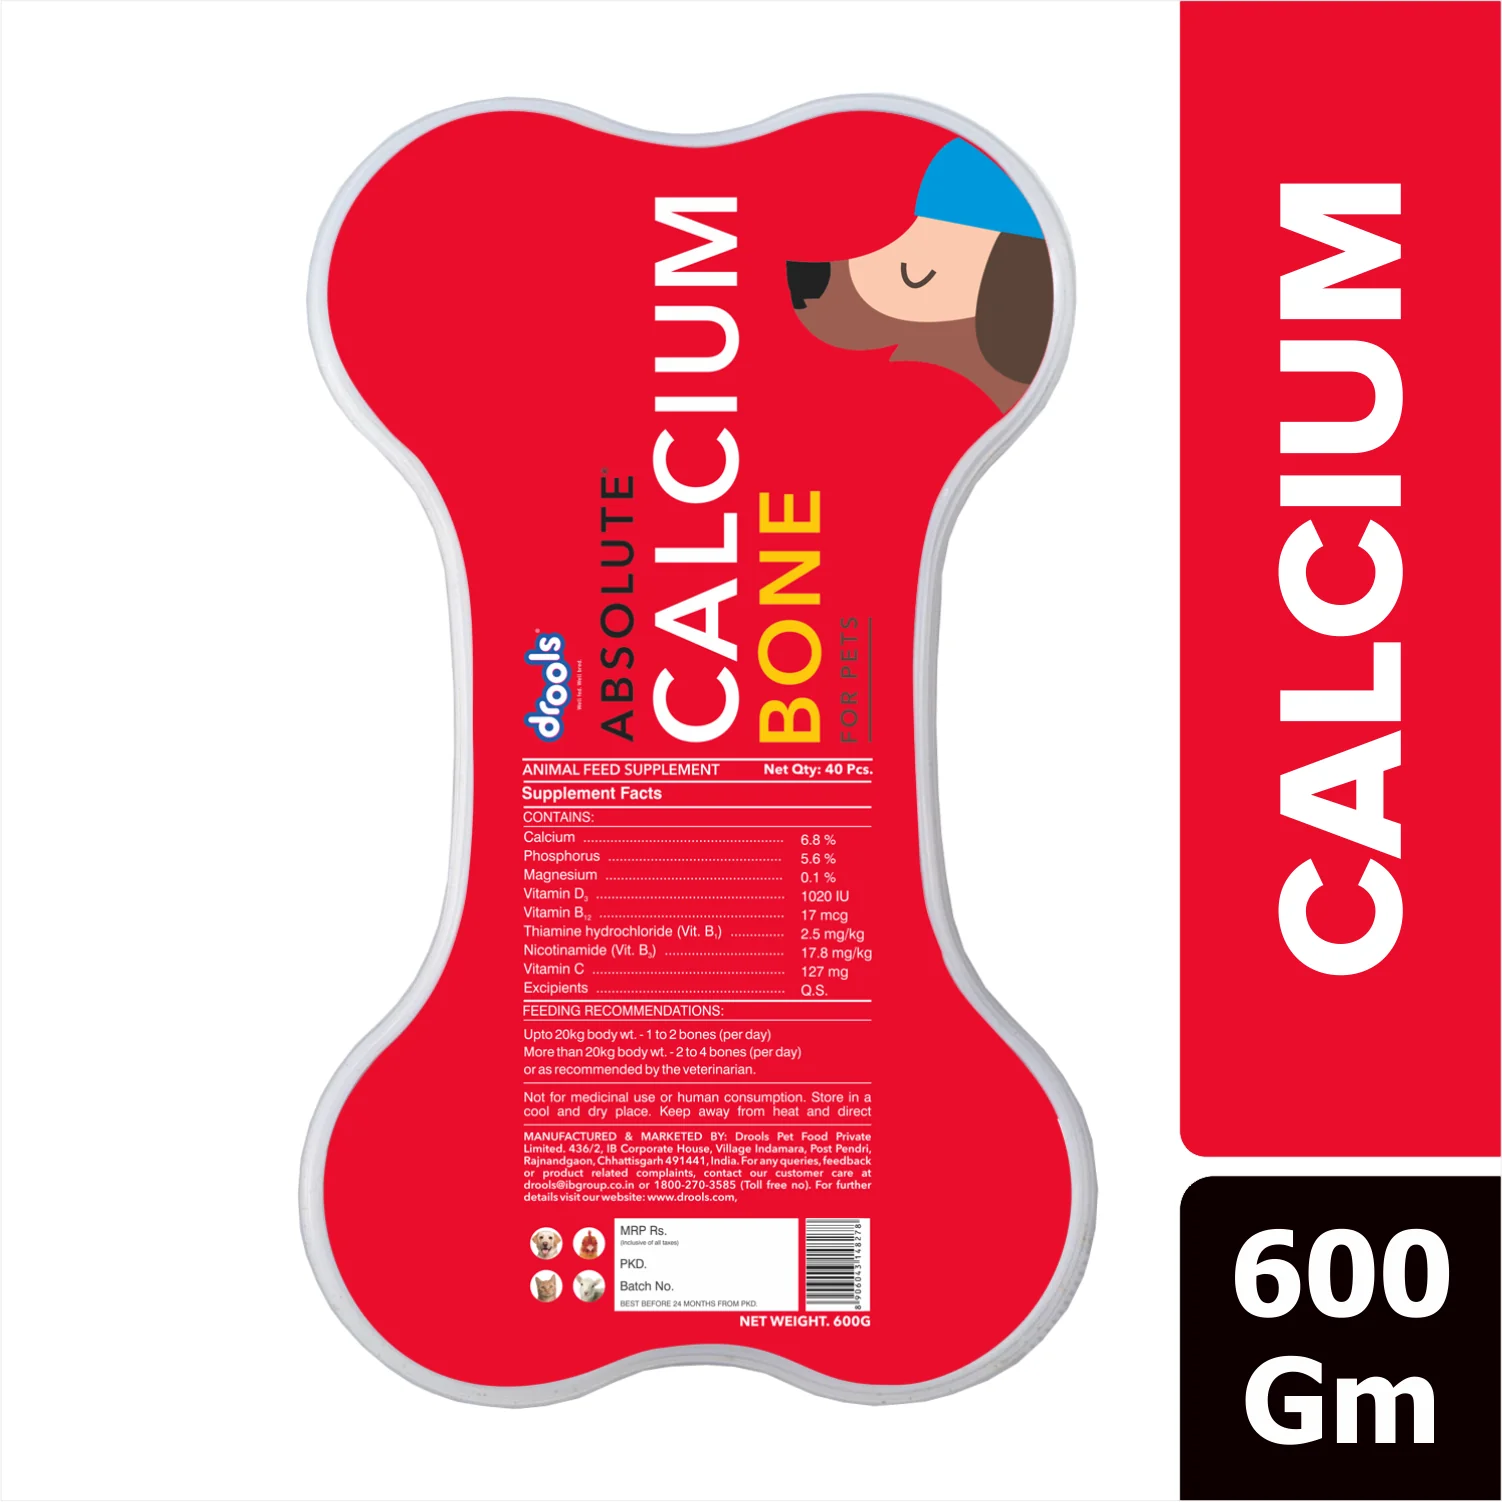 drools®
Well fed. Well bred.
ABSOLUTE
CALCIUM
BONE
FOR PETS
ANIMAL FEED SUPPLEMENT Net Qty: 40 Pcs.
Supplement Facts
CONTAINS:
Calcium 6.8 %
Phosphorus 5.6 %
Magnesium 0.1 %
Vitamin D₃ 1020 IU
Vitamin B₁₂ 17 mcg
Thiamine hydrochloride (Vit. B₁) 2.5 mg/kg
Nicotinamide (Vit. B₃) 17.8 mg/kg
Vitamin C 127 mg
Excipients Q.S.
FEEDING RECOMMENDATIONS:
Upto 20kg body wt. - 1 to 2 bones (per day)
More than 20kg body wt. - 2 to 4 bones (per day)
or as recommended by the veterinarian.
Not for medicinal use or human consumption. Store in a
cool and dry place. Keep away from heat and direct
MANUFACTURED & MARKETED BY: Drools Pet Food Private
Limited. 436/2, IB Corporate House, Village Indamara, Post Pendri,
Rajnandgaon, Chhattisgarh 491441, India. For any queries, feedback
or product related complaints, contact our customer care at
drools@ibgroup.co.in or 1800-270-3585 (Toll free no). For further
details visit our website: www.drools.com,
MRP Rs.
(Inclusive of all taxes)
PKD.
Batch No.
BEST BEFORE 24 MONTHS FROM PKD.
8906043148278
NET WEIGHT. 600G
CALCIUM
600
Gm